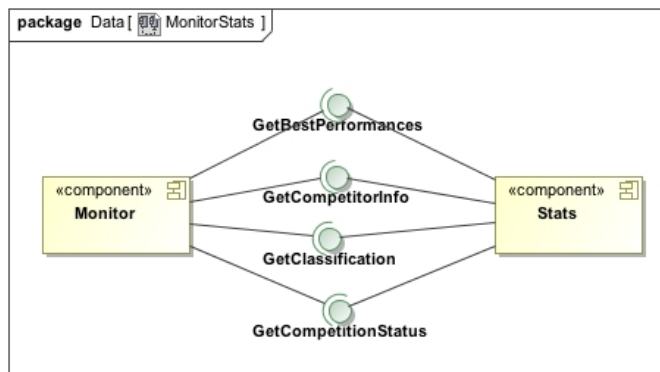 package Data [ MonitorStats ]
GetBestPerformances
«component»
Monitor
GetCompetitorInfo
«component»
Stats
GetClassification
GetCompetitionStatus